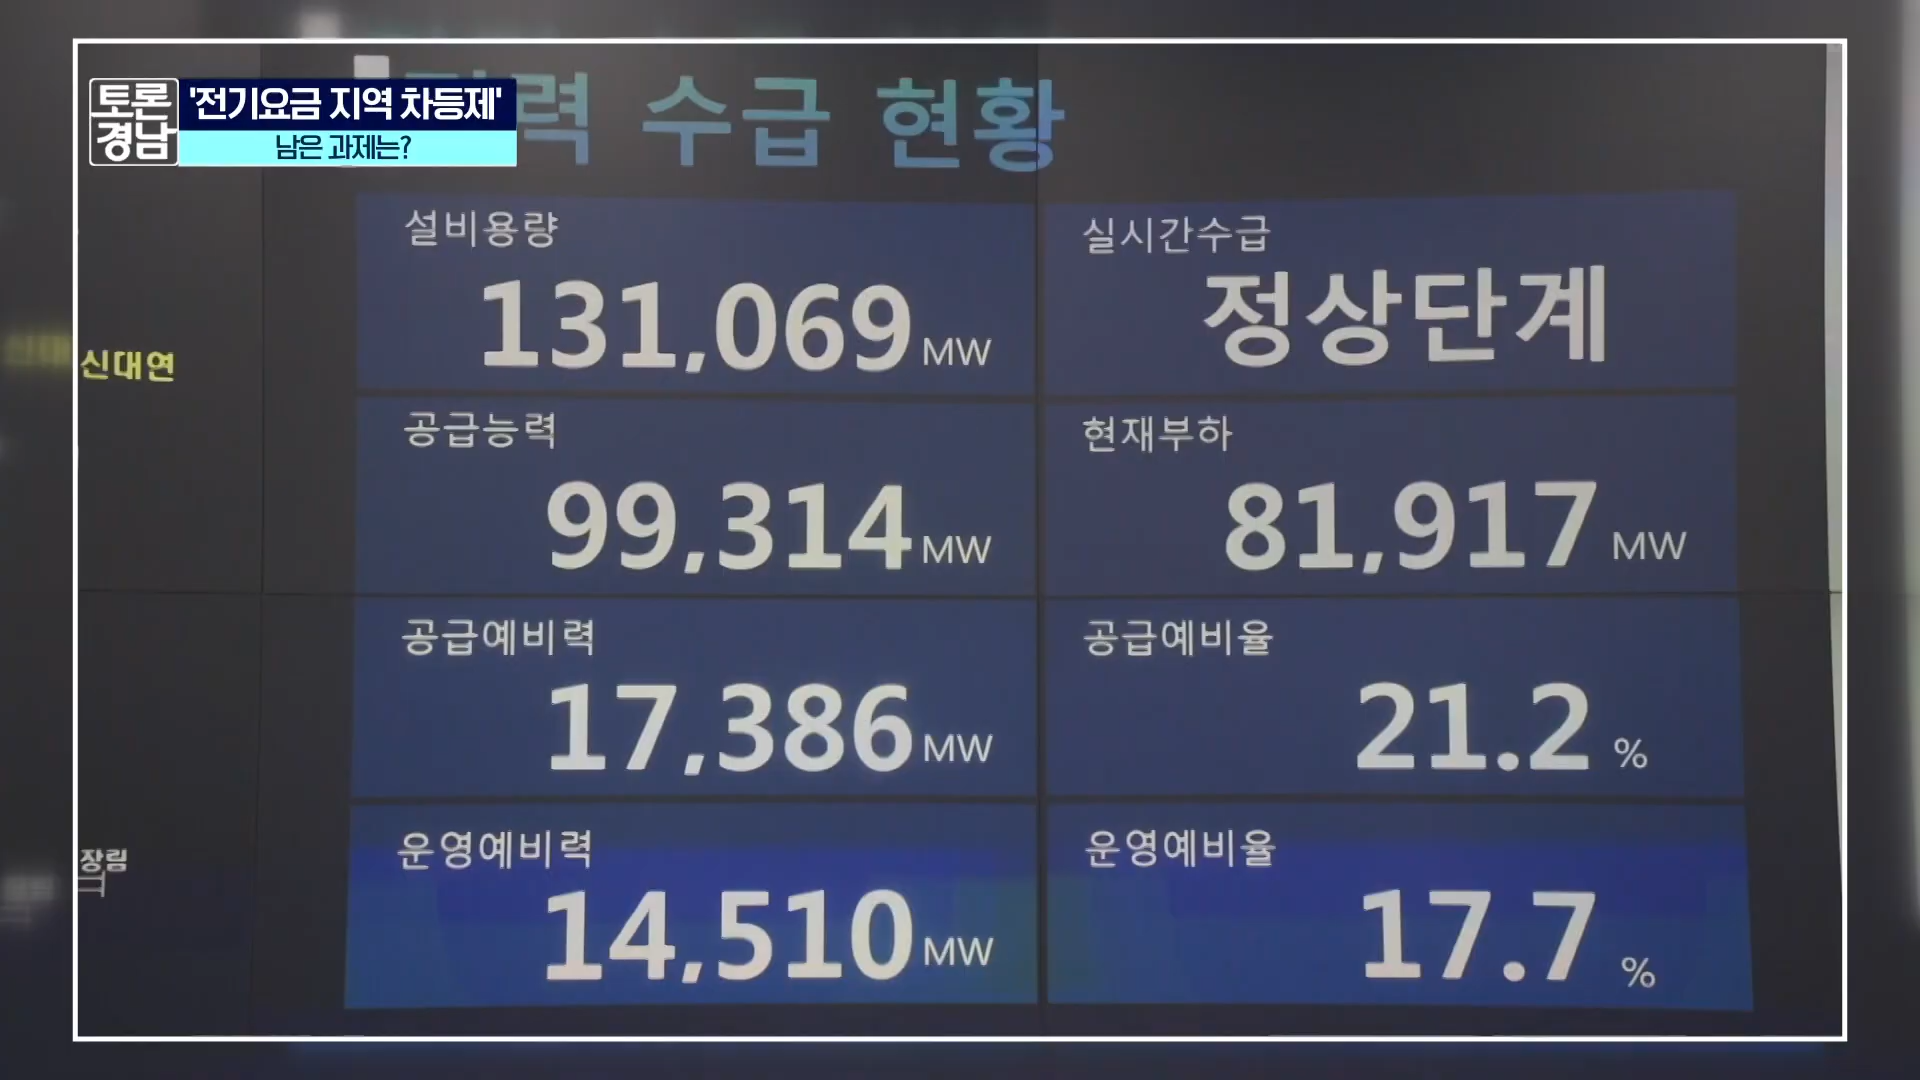 토론
경남
'전기요금 지역 차등제'
남은 과제는?
력 수급 현황
설비용량
131,069 MW
실시간수급
정상단계
공급능력
99,314 MW
현재부하
81,917 MW
공급예비력
17,386 MW
공급예비율
21.2 %
운영예비력
14,510 MW
운영예비율
17.7 %
신대연
장림